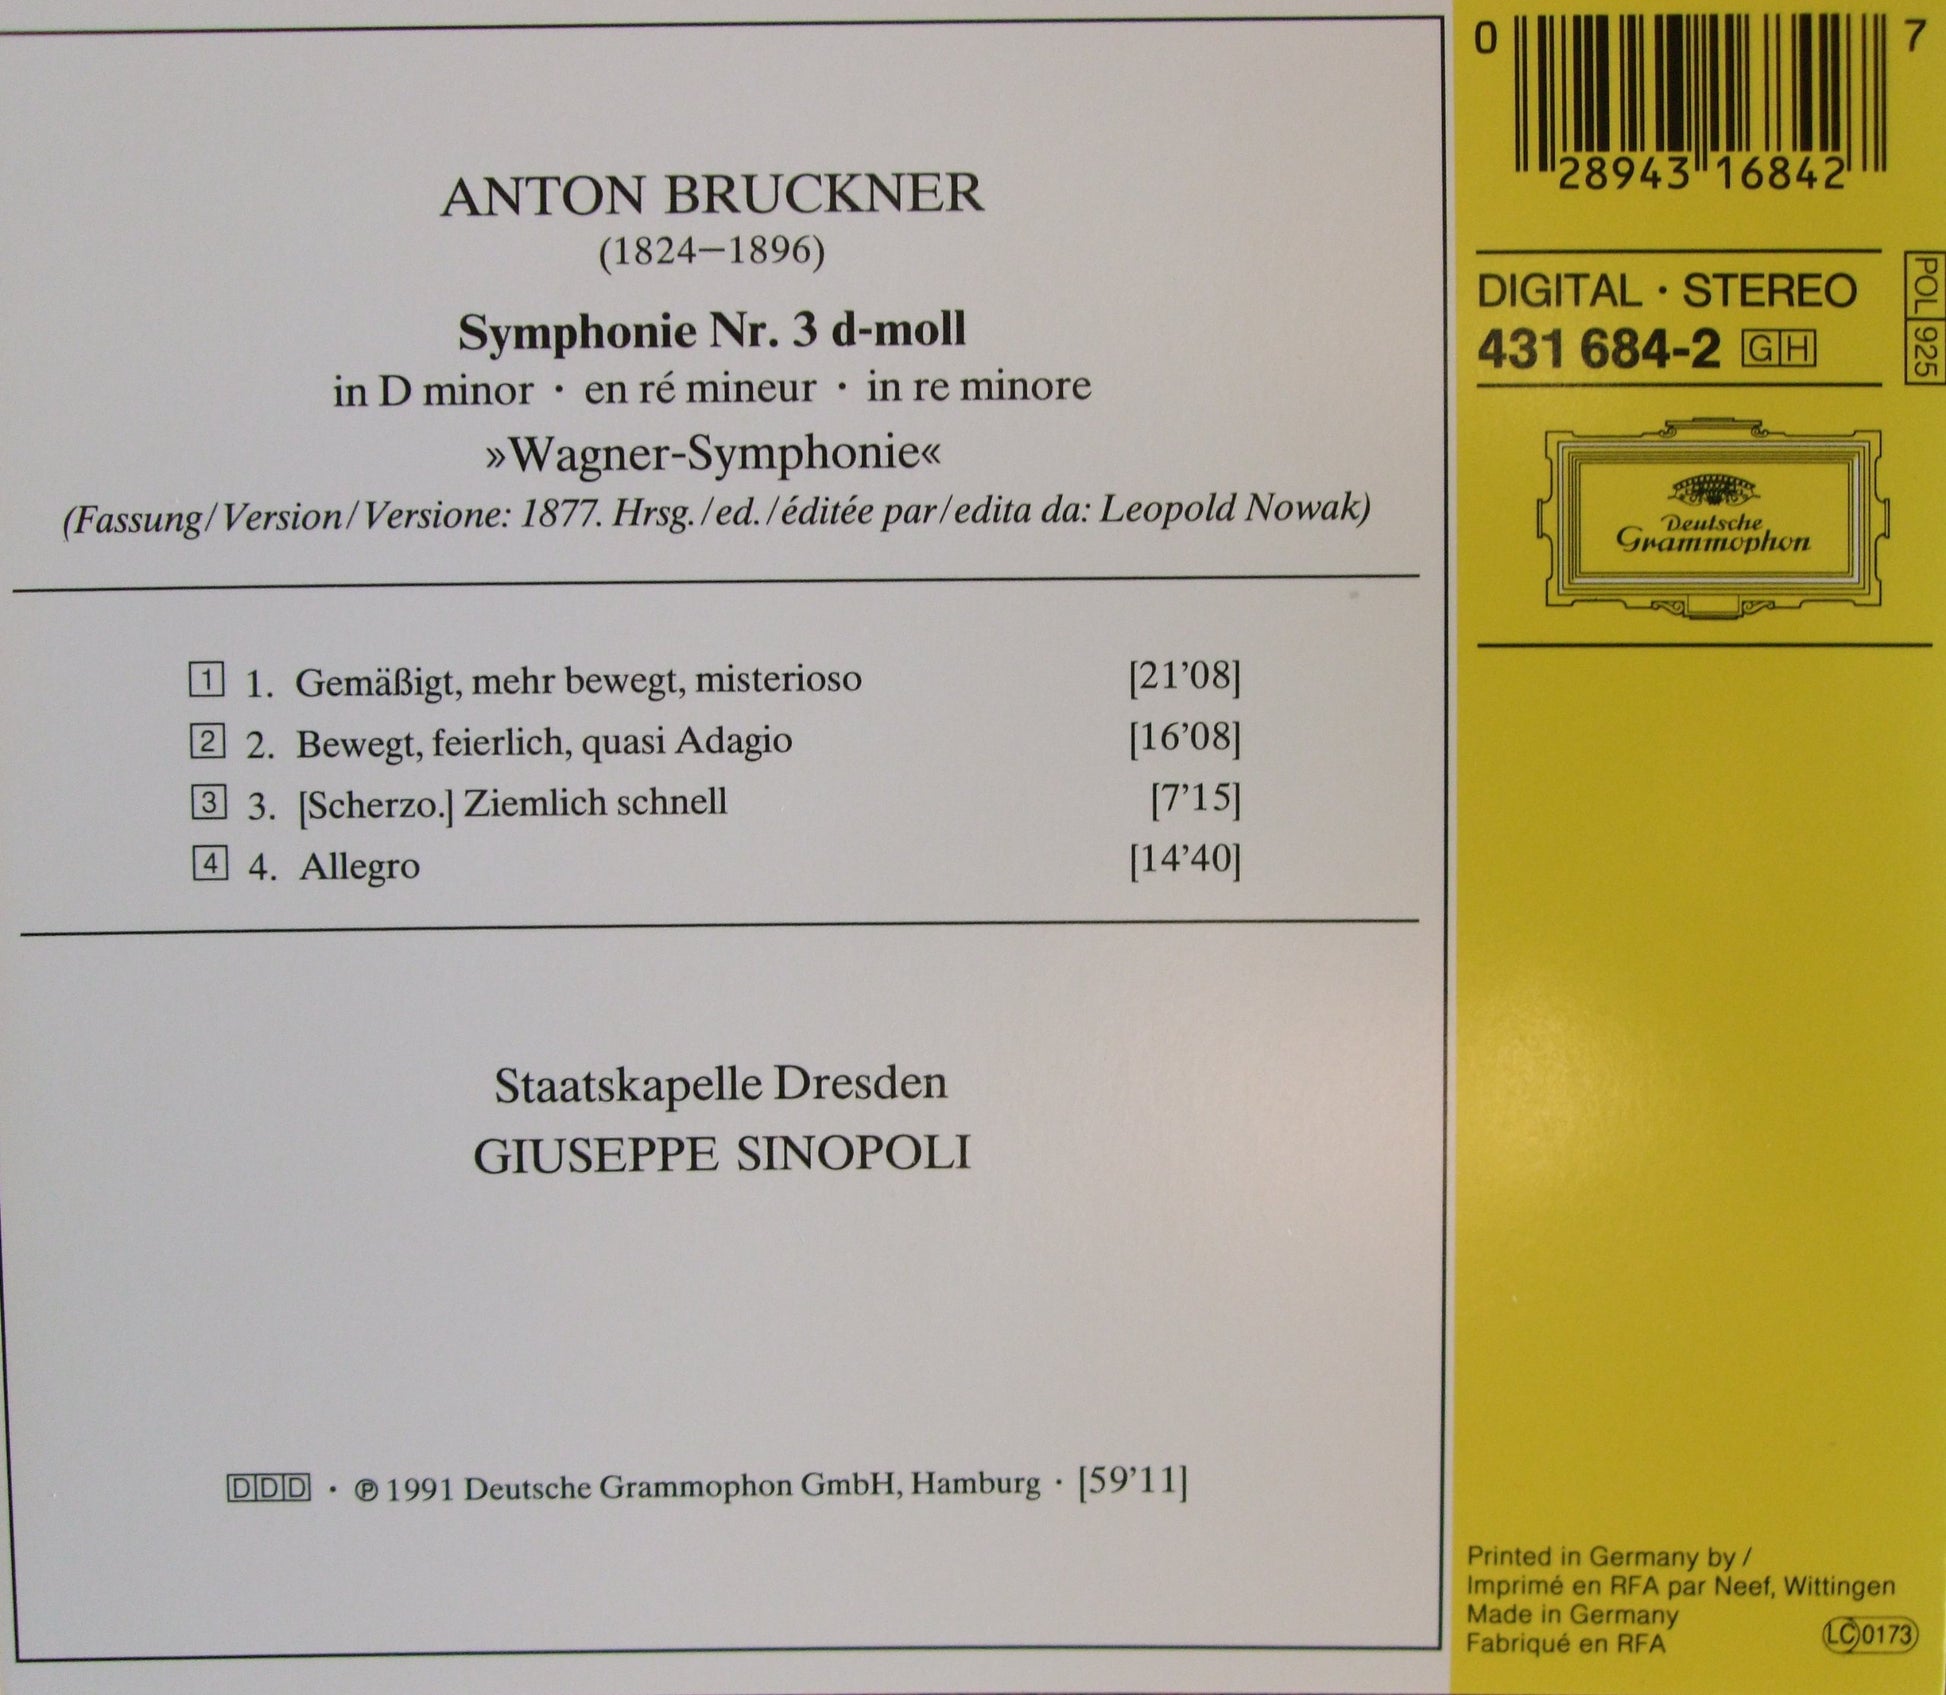 ANTON BRUCKNER
(1824–1896)
Symphonie Nr. 3 d-moll
in D minor · en ré mineur · in re minore
»Wagner-Symphonie«
(Fassung/Version/Versione: 1877. Hrsg./ed./éditée par/edita da: Leopold Nowak)
1 1. Gemäßigt, mehr bewegt, misterioso [21’08]
2 2. Bewegt, feierlich, quasi Adagio [16’08]
3 3. [Scherzo.] Ziemlich schnell [7’15]
4 4. Allegro [14’40]
Staatskapelle Dresden
GIUSEPPE SINOPOLI
DDD · ℗ 1991 Deutsche Grammophon GmbH, Hamburg · [59’11]
0 28943 16842 7
DIGITAL · STEREO
431 684-2 GH
POL 925
Deutsche
Grammophon
Printed in Germany by /
Imprimé en RFA par Neef, Wittingen
Made in Germany
Fabriqué en RFA
LC 0173